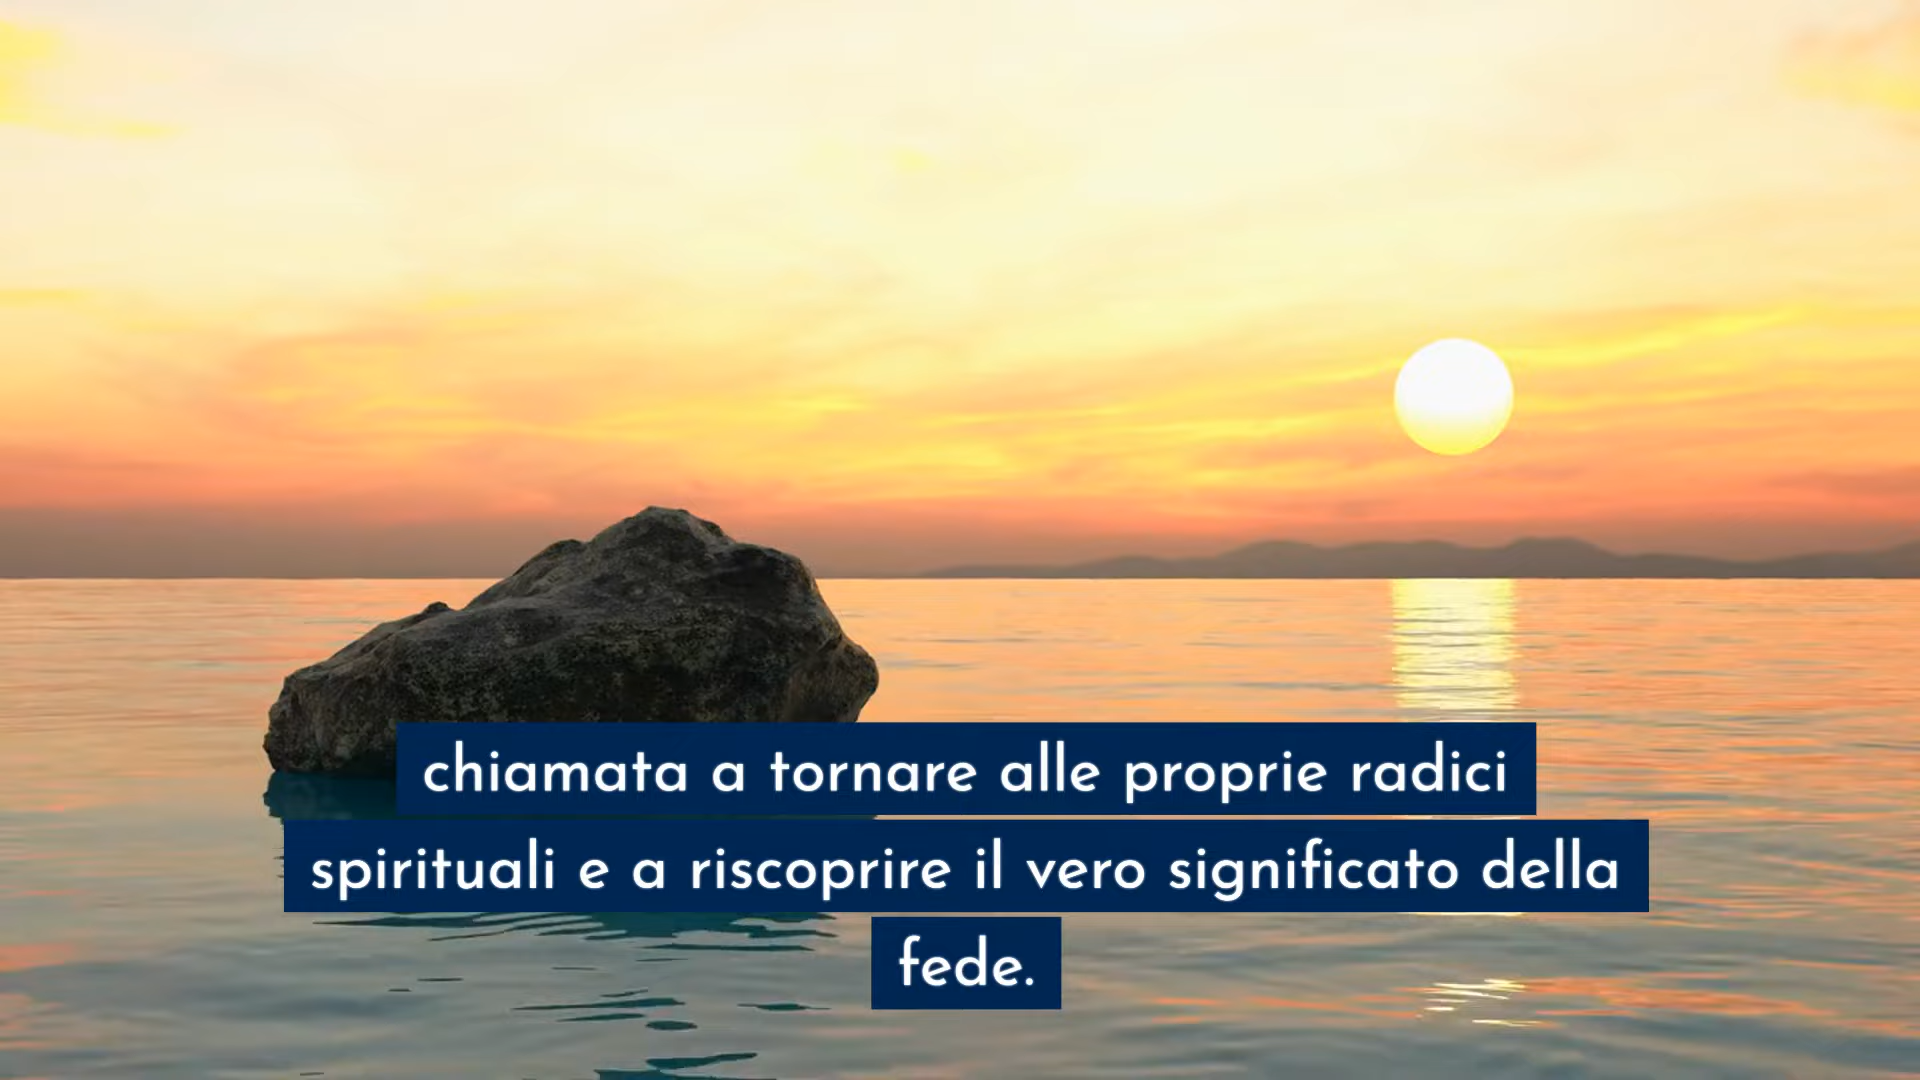 chiamata a tornare alle proprie radici
spirituali e a riscoprire il vero significato della
fede.